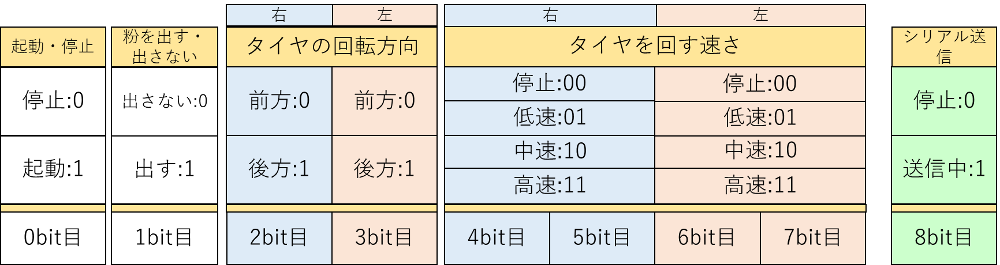 右
左
右
左
起動・停止
粉を出す・
出さない
タイヤの回転方向
タイヤを回す速さ
シリアル送
信
停止:0
出さない:0
前方:0
前方:0
停止:00
停止:00
停止:0
低速:01
低速:01
起動:1
出す:1
後方:1
後方:1
中速:10
中速:10
送信中:1
高速:11
高速:11
0bit目
1bit目
2bit目
3bit目
4bit目
5bit目
6bit目
7bit目
8bit目